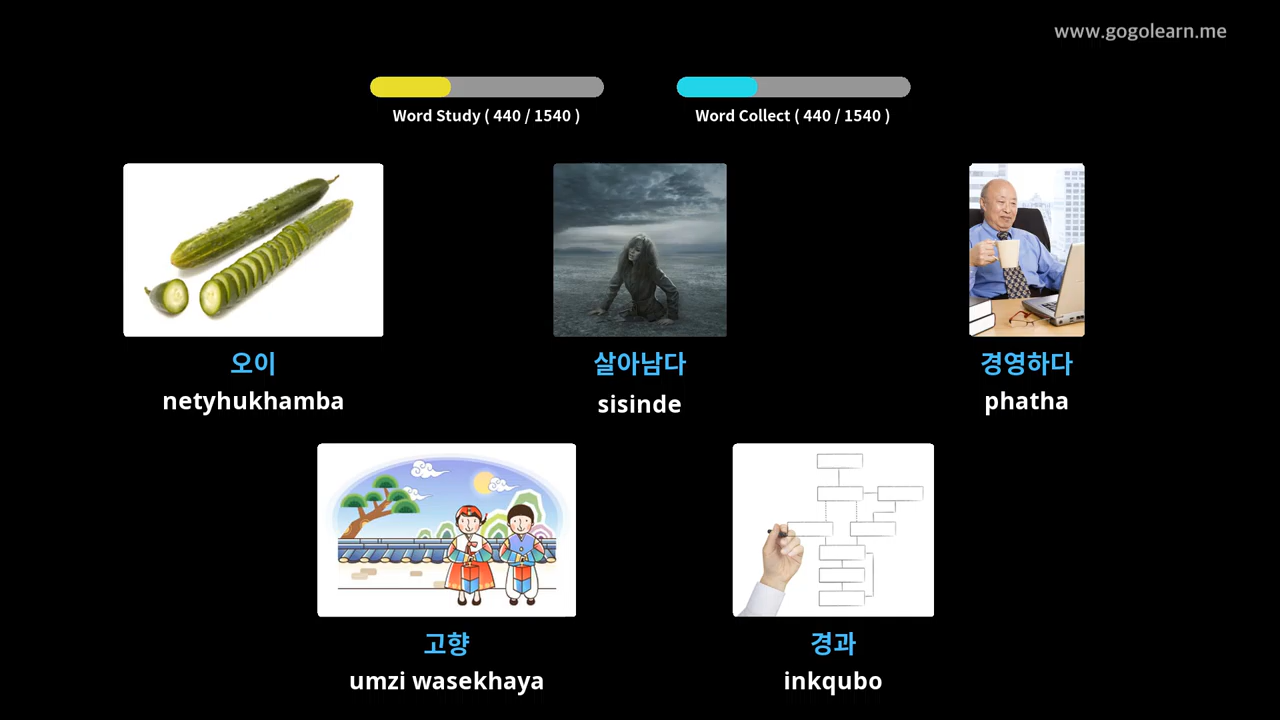 www.gogolearn.me
Word Study ( 440 / 1540 )
Word Collect ( 440 / 1540 )
오이
netyhukhamba
살아남다
sisinde
경영하다
phatha
고향
umzi wasekhaya
경과
inkqubo